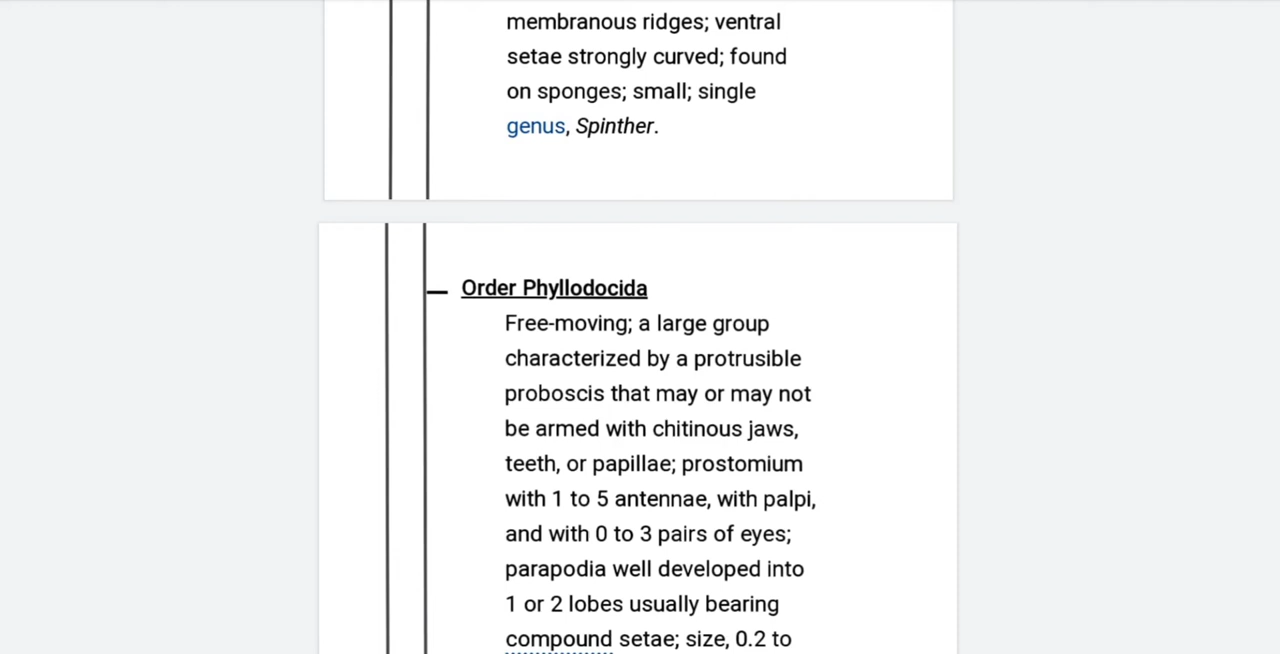 membranous ridges; ventral
setae strongly curved; found
on sponges; small; single
genus, Spinther.
Order Phyllodocida
Free-moving; a large group
characterized by a protrusible
proboscis that may or may not
be armed with chitinous jaws,
teeth, or papillae; prostomium
with 1 to 5 antennae, with palpi,
and with 0 to 3 pairs of eyes;
parapodia well developed into
1 or 2 lobes usually bearing
compound setae; size, 0.2 to